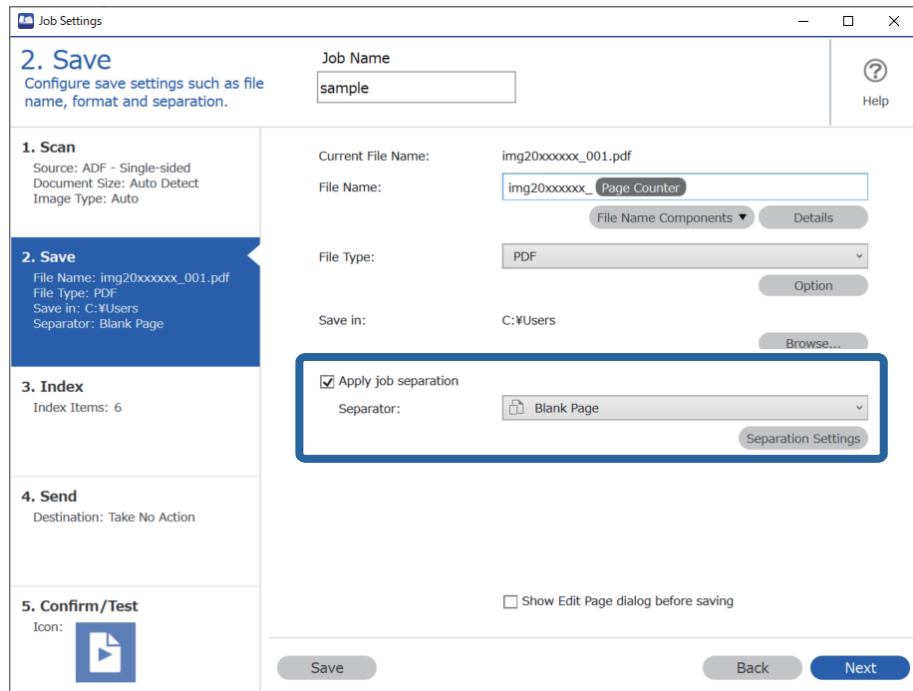 Job Settings
2. Save
Configure save settings such as file
name, format and separation.
Job Name
sample
Help
1. Scan
Source: ADF - Single-sided
Document Size: Auto Detect
Image Type: Auto
2. Save
File Name: img20xxxxxx_001.pdf
File Type: PDF
Save in: C:¥Users
Separator: Blank Page
3. Index
Index Items: 6
4. Send
Destination: Take No Action
5. Confirm/Test
Icon:
Current File Name: img20xxxxxx_001.pdf
File Name: img20xxxxxx_ Page Counter
File Name Components Details
File Type: PDF
Option
Save in: C:¥Users
Browse...
Apply job separation
Separator: Blank Page
Separation Settings
Show Edit Page dialog before saving
Save Back Next